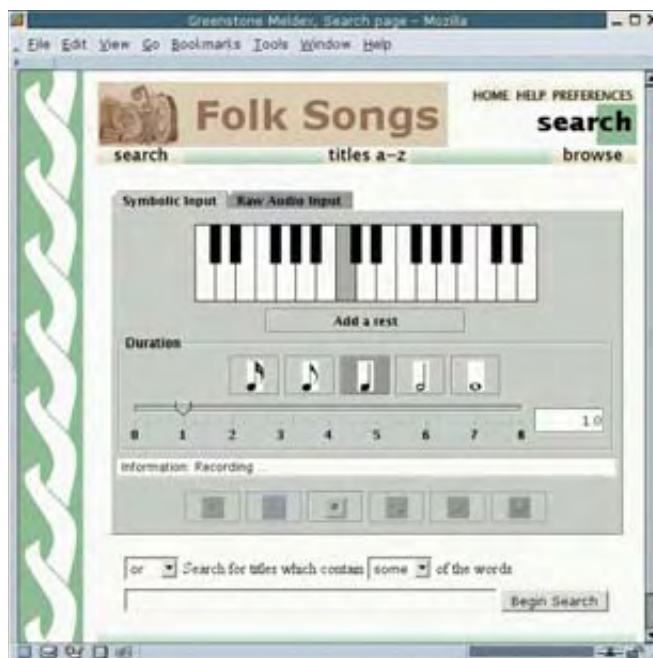 Greenstone Meldex, Search page - Mozilla
File Edit View Go Bookmarks Tools Window Help
HOME HELP PREFERENCES
Folk Songs
search
search titles a-z browse
Symbolic Input Raw Audio Input
Add a rest
Duration
1.0
0 1 2 3 4 5 6 7 8
Information: Recording ...
or Search for titles which contain some of the words
Begin Search